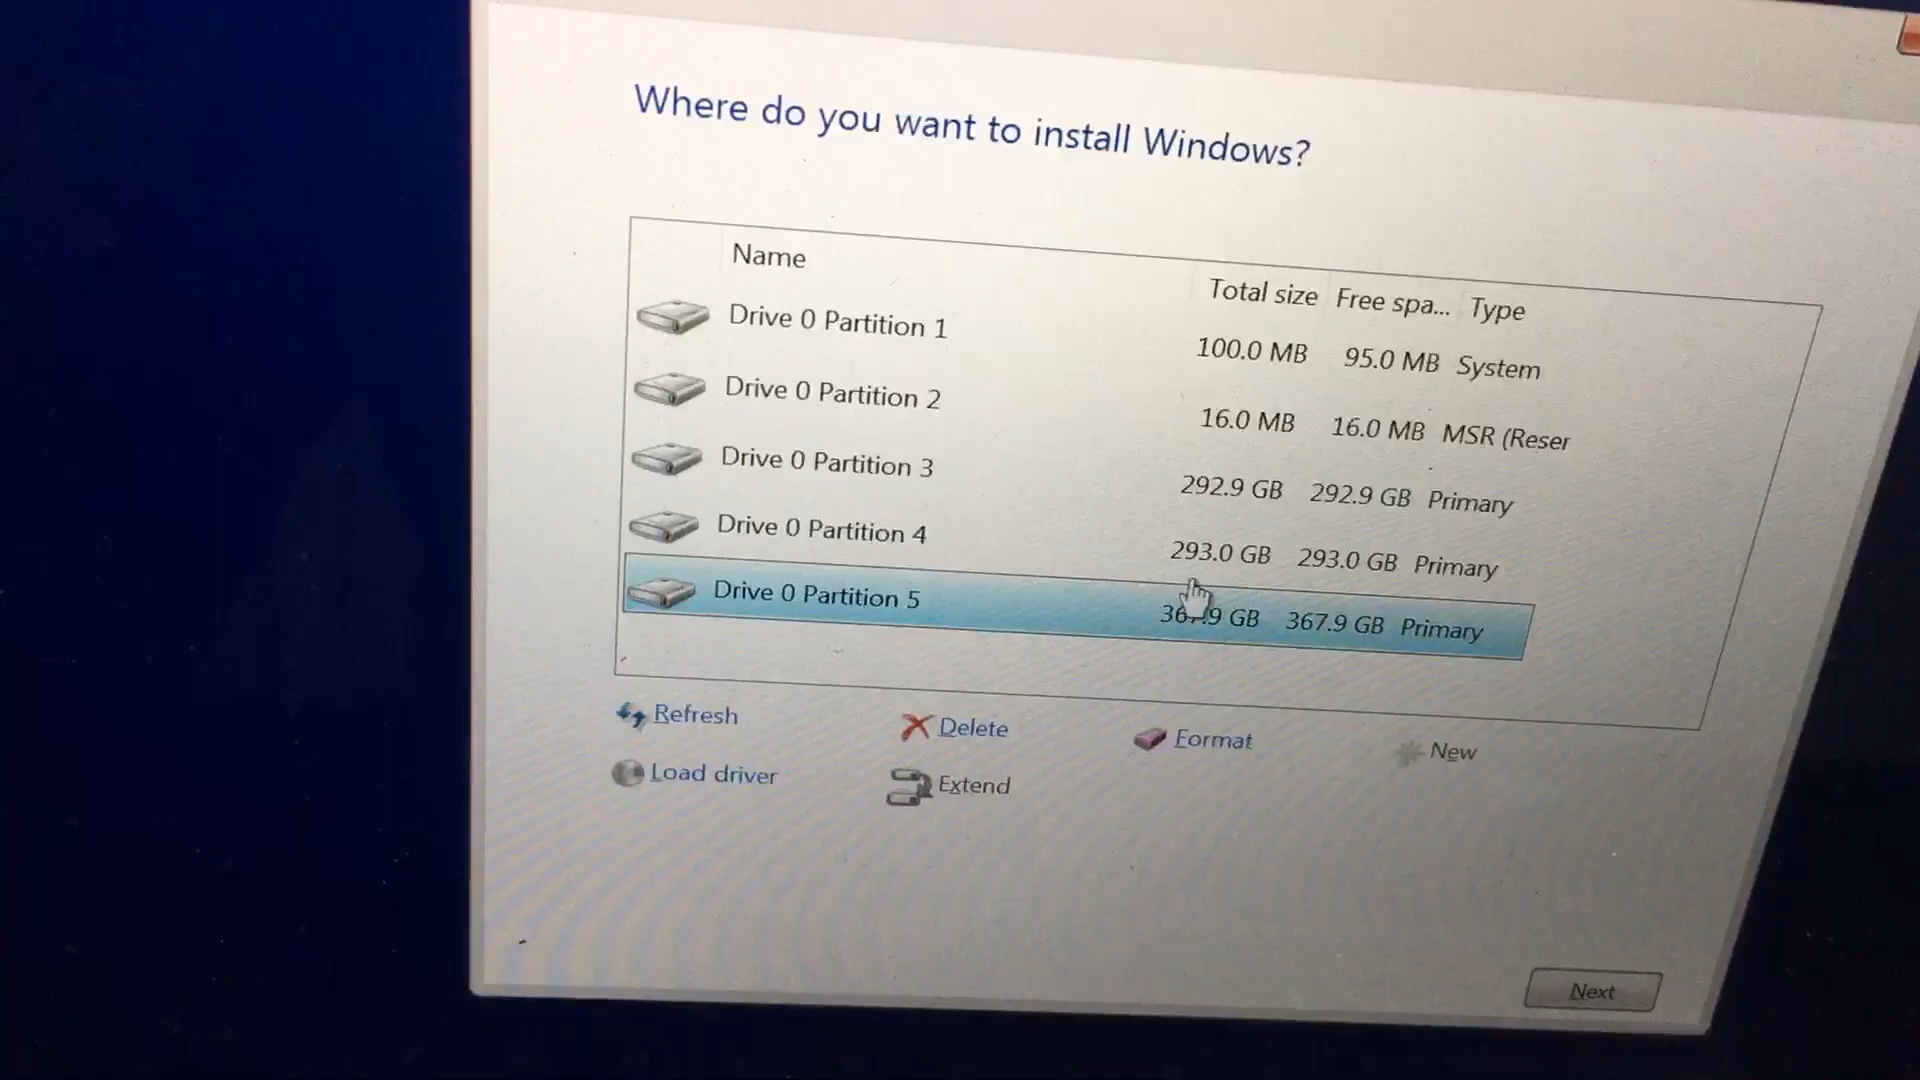 Where do you want to install Windows?
Name Total size Free spa... Type
Drive 0 Partition 1 100.0 MB 95.0 MB System
Drive 0 Partition 2 16.0 MB 16.0 MB MSR (Reser
Drive 0 Partition 3 292.9 GB 292.9 GB Primary
Drive 0 Partition 4 293.0 GB 293.0 GB Primary
Drive 0 Partition 5 367.9 GB 367.9 GB Primary
Refresh Delete Format New
Load driver Extend
Next